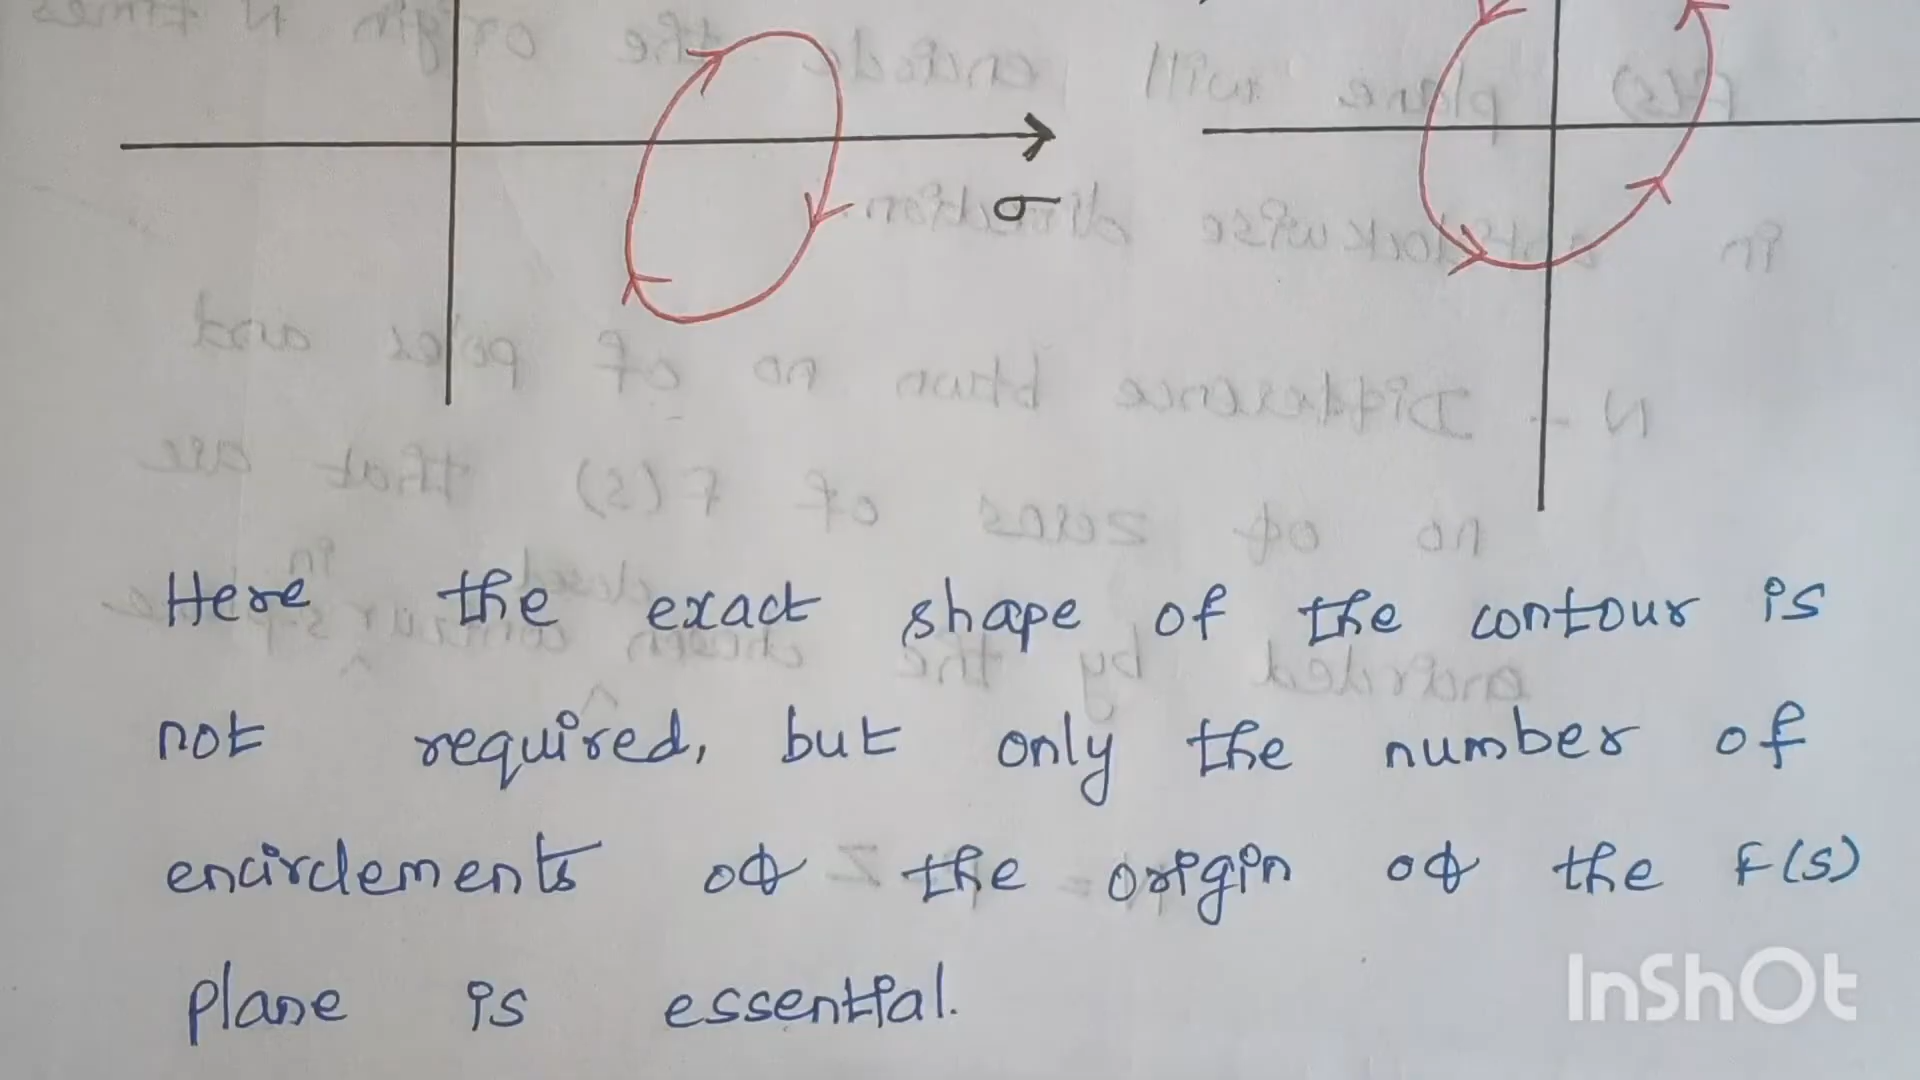 σ
Here the exact shape of the contour is
not required, but only the number of
encirclements of the origin of the F(s)
plane is essential.
InShOt